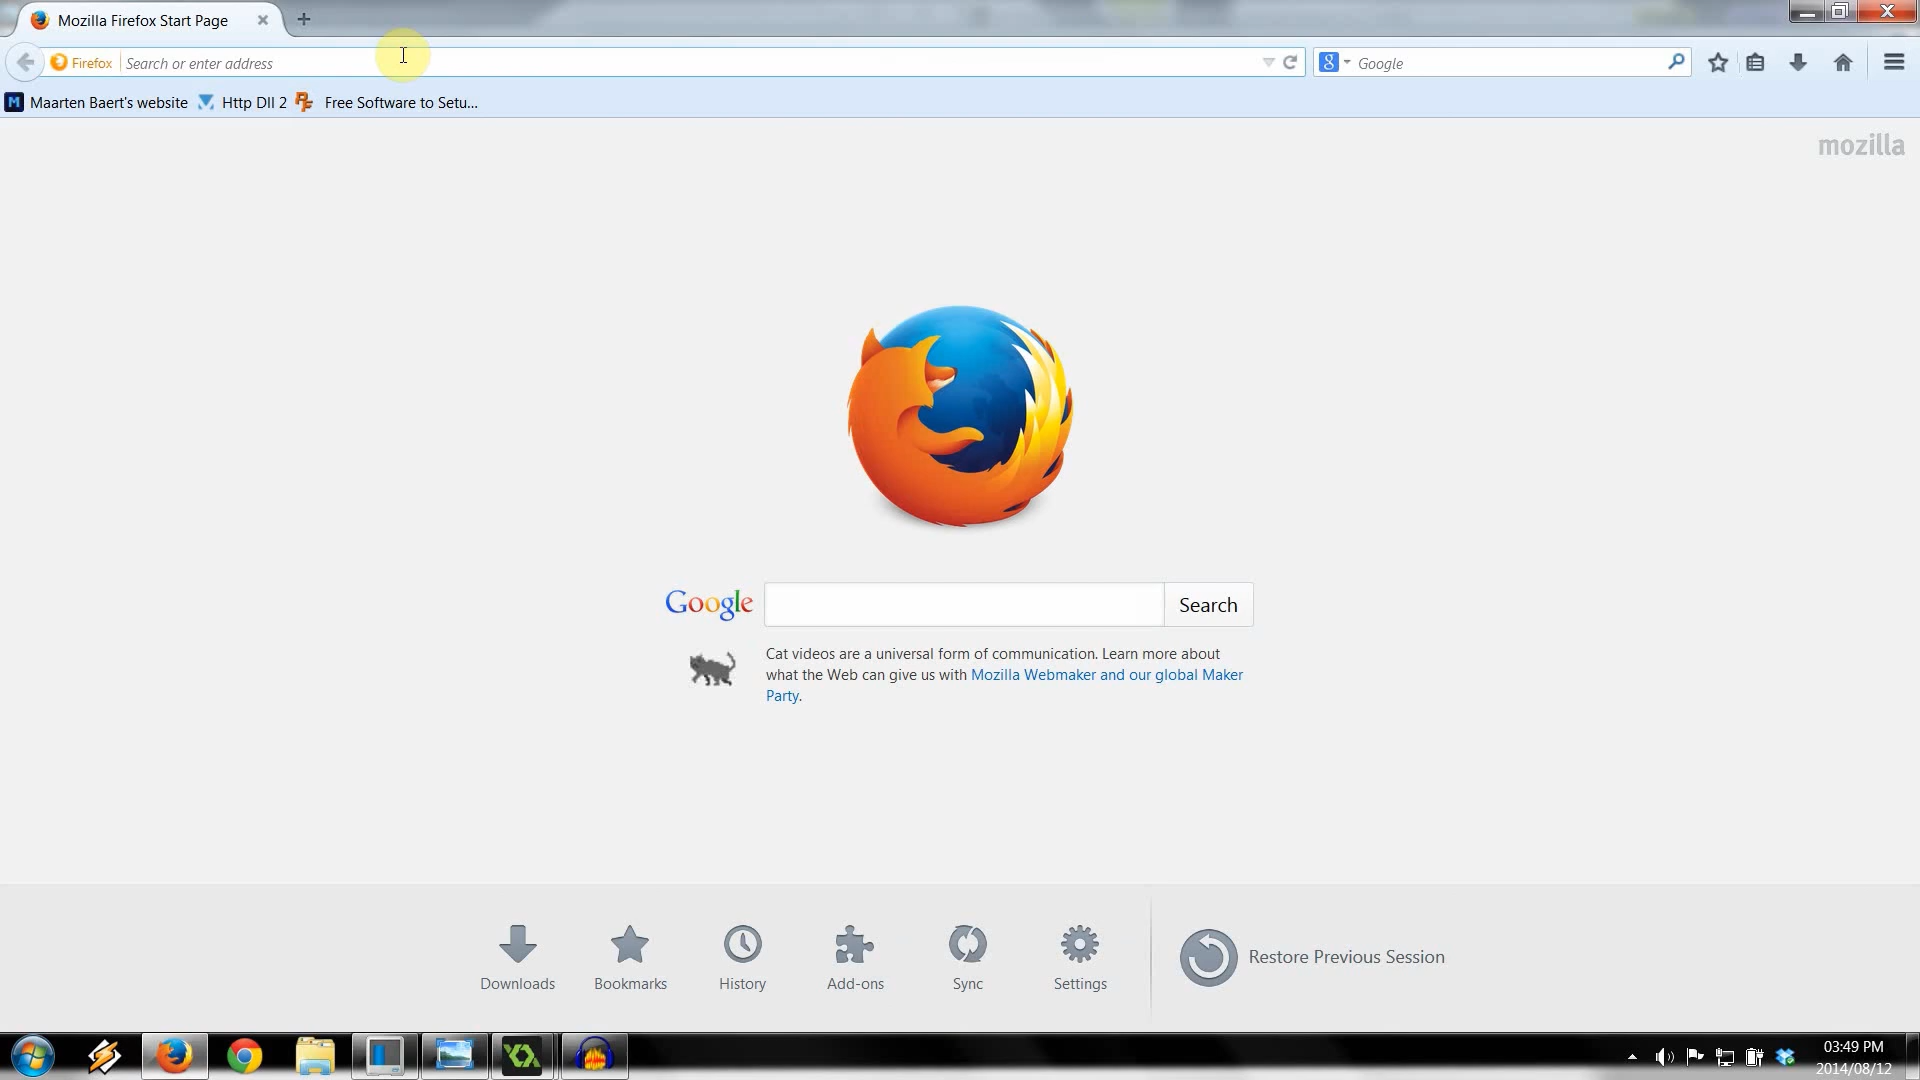 Mozilla Firefox Start Page
Firefox
Search or enter address
Google
Maarten Baert's website
Http Dll 2
Free Software to Setu...
mozilla
Google
Search
Cat videos are a universal form of communication. Learn more about
what the Web can give us with Mozilla Webmaker and our global Maker
Party.
Downloads
Bookmarks
History
Add-ons
Sync
Settings
Restore Previous Session
03:49 PM
2014/08/12